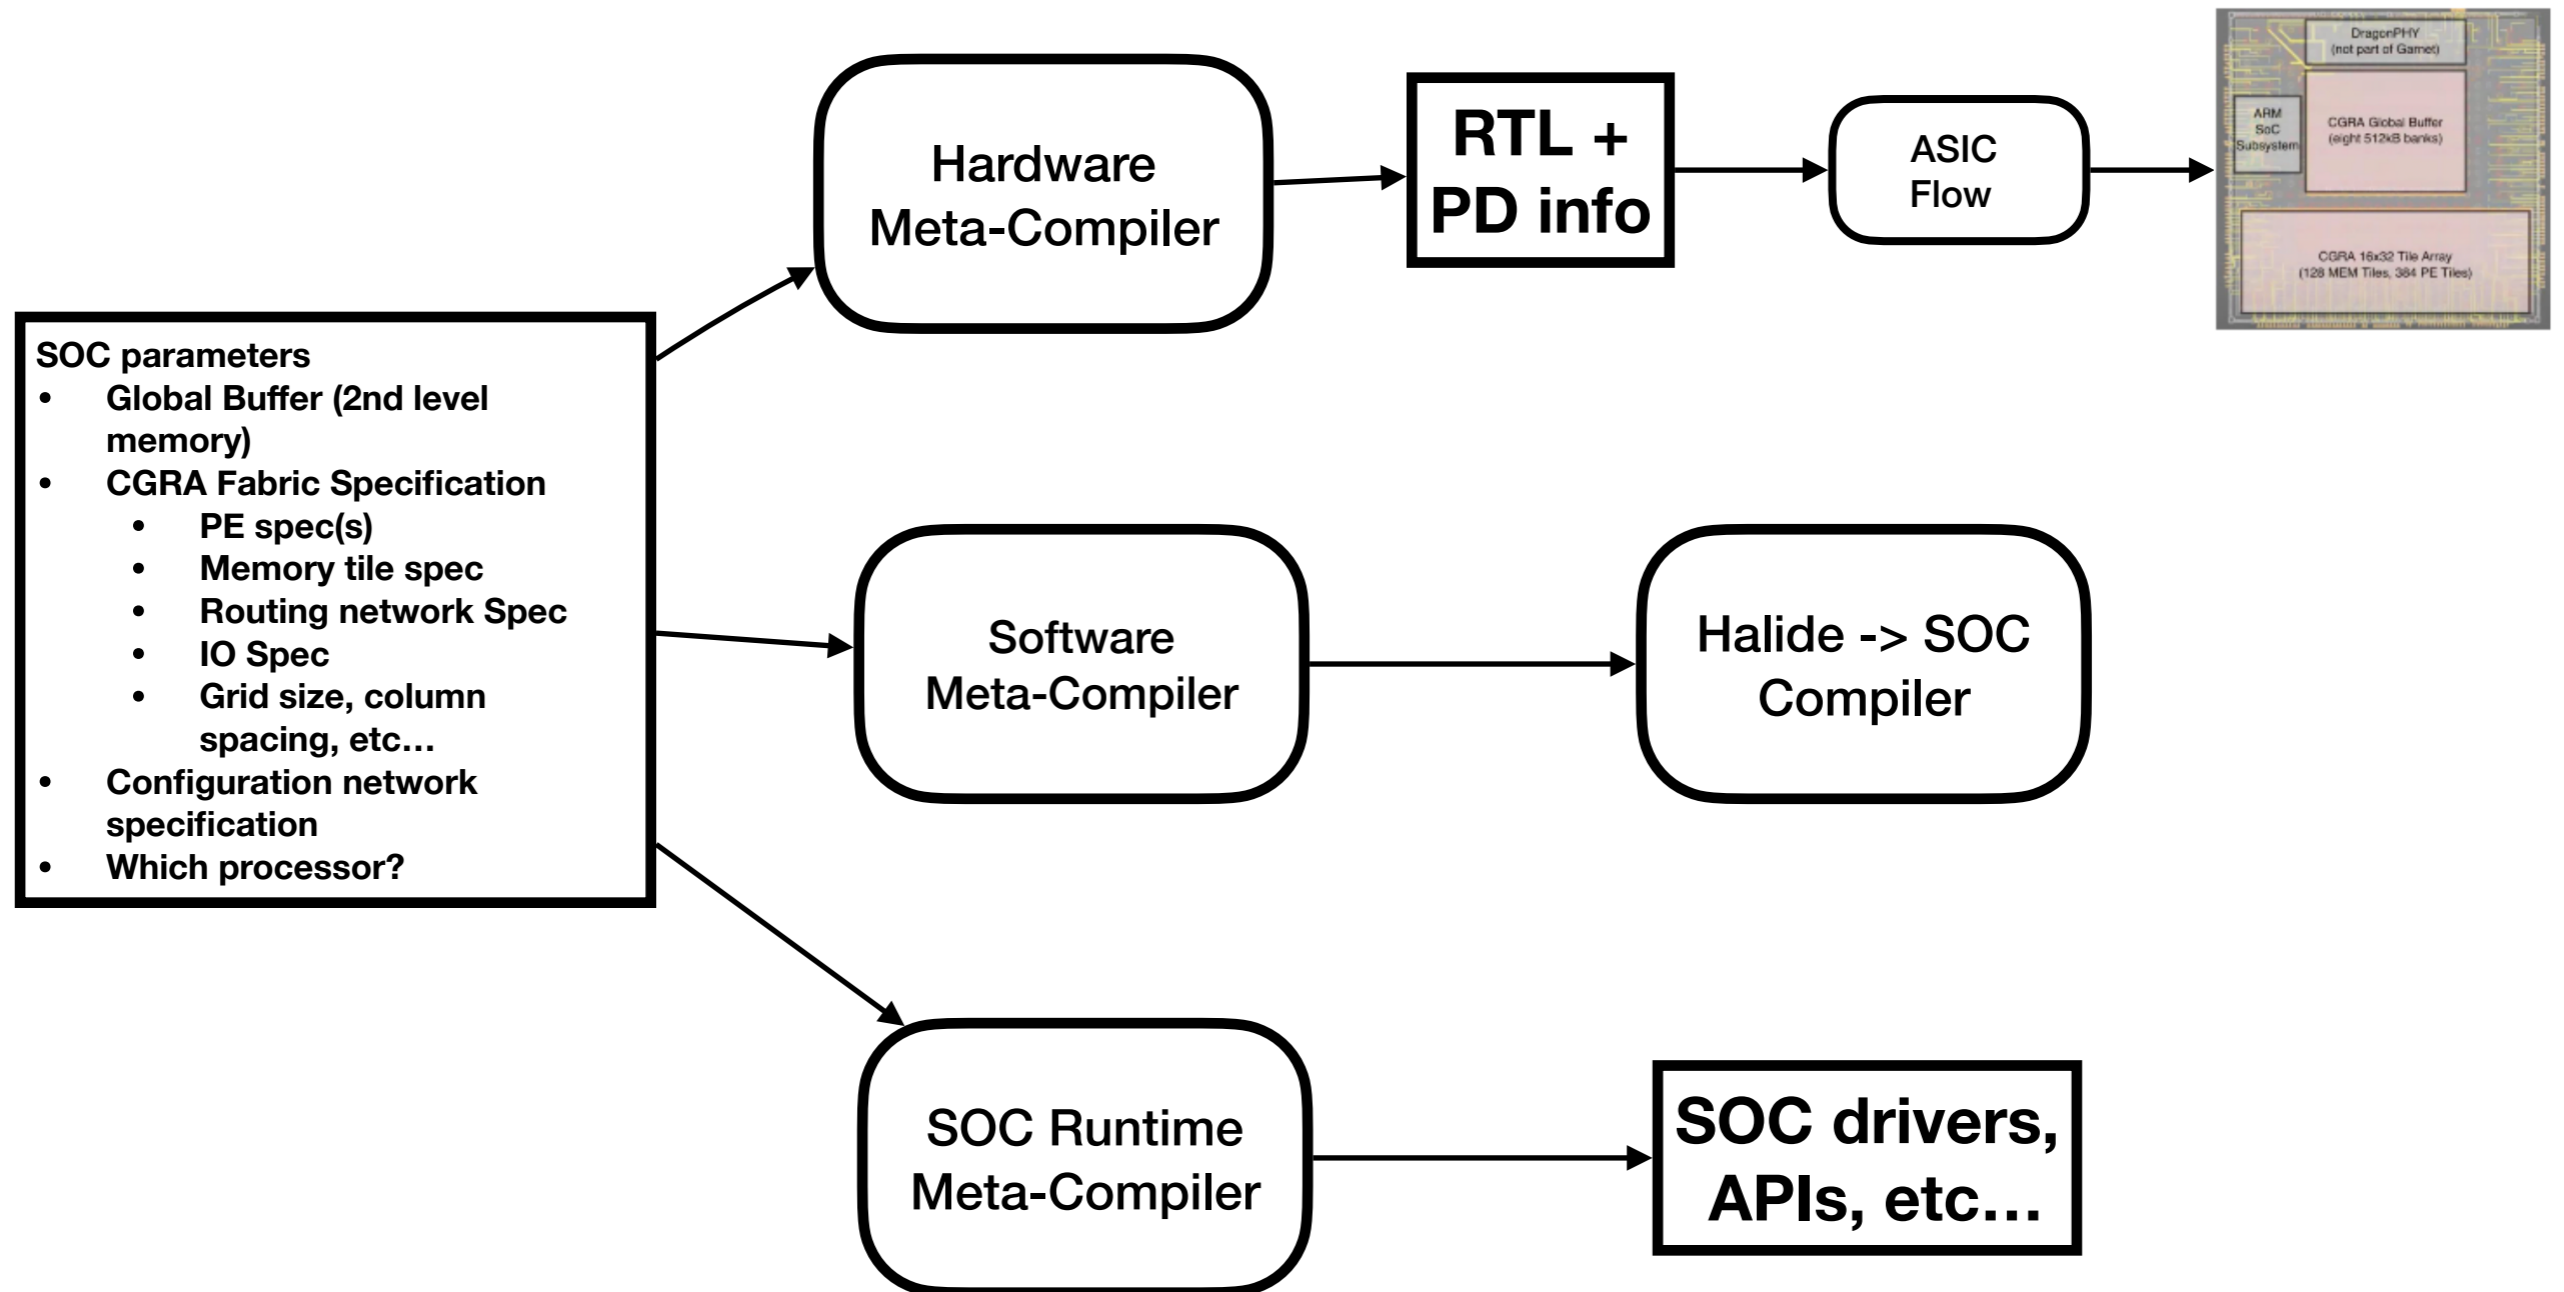 SOC parameters
• Global Buffer (2nd level
memory)
• CGRA Fabric Specification
• PE spec(s)
• Memory tile spec
• Routing network Spec
• IO Spec
• Grid size, column
spacing, etc…
• Configuration network
specification
• Which processor?
Hardware
Meta-Compiler
RTL +
PD info
ASIC
Flow
DragonPHY
(not part of Garnet)
ARM
SoC
Subsystem
CGRA Global Buffer
(eight 512kB banks)
CGRA 16x32 Tile Array
(128 MEM Tiles, 384 PE Tiles)
Software
Meta-Compiler
Halide -> SOC
Compiler
SOC Runtime
Meta-Compiler
SOC drivers,
APIs, etc…